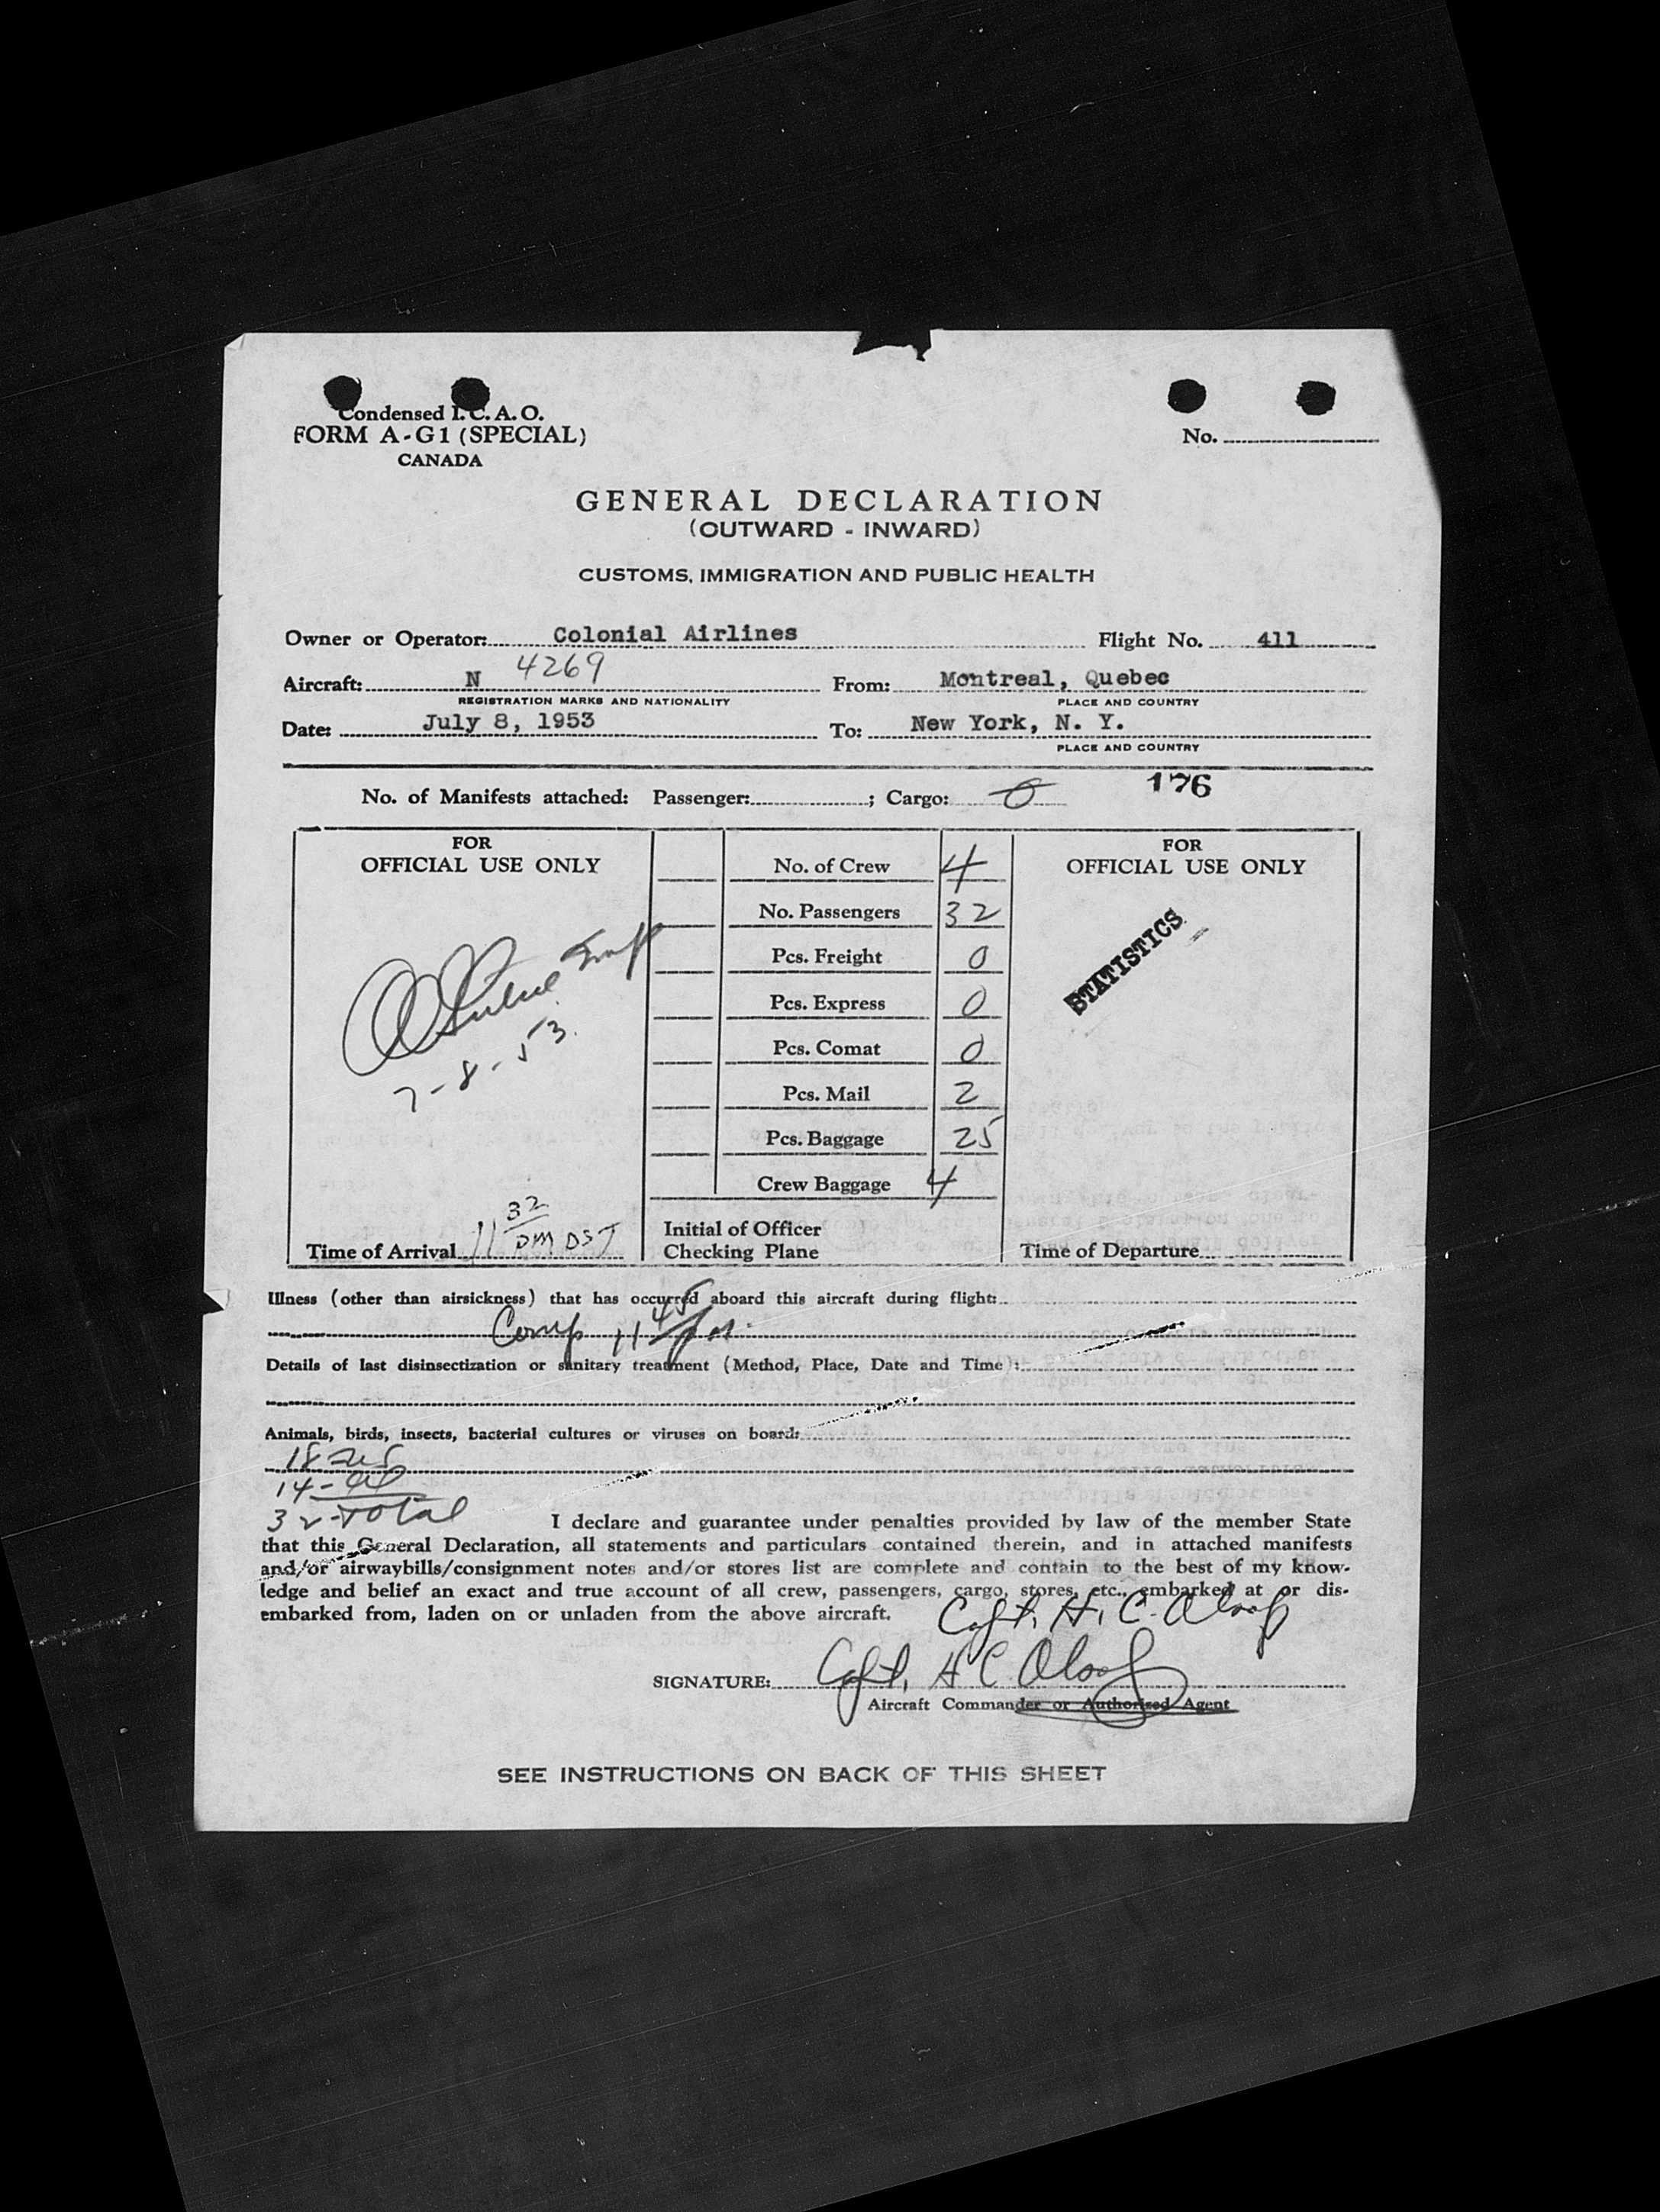 Condensed I.C.A.O.
FORM A-G1 (SPECIAL)
CANADA
No.
GENERAL DECLARATION
(OUTWARD - INWARD)
CUSTOMS, IMMIGRATION AND PUBLIC HEALTH
Owner or Operator: Colonial Airlines Flight No. 411
Aircraft: N 4269 From: Montreal, Quebec
REGISTRATION MARKS AND NATIONALITY PLACE AND COUNTRY
Date: July 8, 1953 To: New York, N. Y.
PLACE AND COUNTRY
176
No. of Manifests attached: Passenger: ; Cargo: 0
FOR
OFFICIAL USE ONLY
7-8-53.
Time of Arrival 11 32 PM DST
No. of Crew 4
No. Passengers 32
Pcs. Freight 0
Pcs. Express 0
Pcs. Comat 0
Pcs. Mail 2
Pcs. Baggage 25
Crew Baggage 4
Initial of Officer
Checking Plane
FOR
OFFICIAL USE ONLY
STATISTICS
Time of Departure
Illness (other than airsickness) that has occurred aboard this aircraft during flight:
Comp 11 45 pm.
Details of last disinsectization or sanitary treatment (Method, Place, Date and Time):
Animals, birds, insects, bacterial cultures or viruses on board:
18-US
14-
32-Total
I declare and guarantee under penalties provided by law of the member State
that this General Declaration, all statements and particulars contained therein, and in attached manifests
and/or airwaybills/consignment notes and/or stores list are complete and contain to the best of my know-
ledge and belief an exact and true account of all crew, passengers, cargo, stores, etc., embarked at or dis-
embarked from, laden on or unladen from the above aircraft.
Capt. H. C.
SIGNATURE: Capt. H C
Aircraft Commander or Authorized Agent
SEE INSTRUCTIONS ON BACK OF THIS SHEET